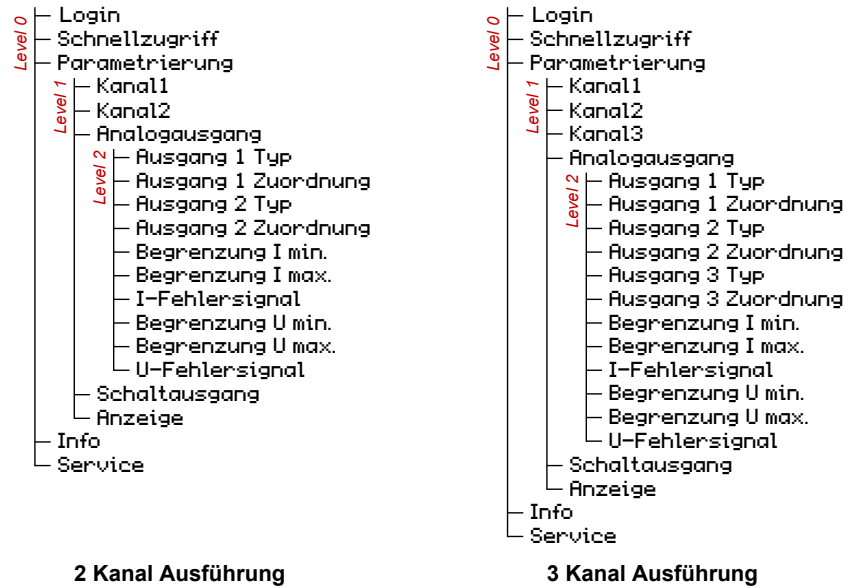 Level 0
Login
Schnellzugriff
Parametrierung
Level 1
Kanal1
Kanal2
Analogausgang
Level 2
Ausgang 1 Typ
Ausgang 1 Zuordnung
Ausgang 2 Typ
Ausgang 2 Zuordnung
Begrenzung I min.
Begrenzung I max.
I-Fehlersignal
Begrenzung U min.
Begrenzung U max.
U-Fehlersignal
Schaltausgang
Anzeige
Info
Service
2 Kanal Ausführung
Level 0
Login
Schnellzugriff
Parametrierung
Level 1
Kanal1
Kanal2
Kanal3
Analogausgang
Level 2
Ausgang 1 Typ
Ausgang 1 Zuordnung
Ausgang 2 Typ
Ausgang 2 Zuordnung
Ausgang 3 Typ
Ausgang 3 Zuordnung
Begrenzung I min.
Begrenzung I max.
I-Fehlersignal
Begrenzung U min.
Begrenzung U max.
U-Fehlersignal
Schaltausgang
Anzeige
Info
Service
3 Kanal Ausführung